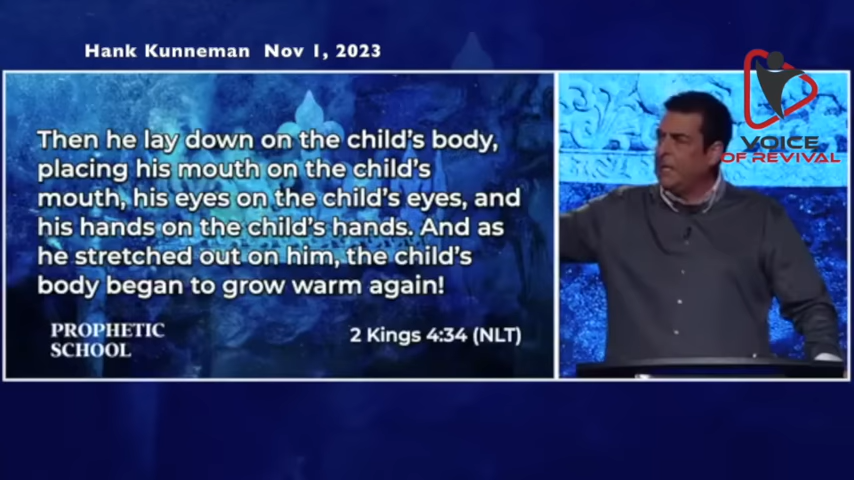 Hank Kunneman Nov 1, 2023
Then he lay down on the child's body,
placing his mouth on the child's
mouth, his eyes on the child's eyes, and
his hands on the child's hands. And as
he stretched out on him, the child's
body began to grow warm again!
PROPHETIC
SCHOOL
2 Kings 4:34 (NLT)
VOICE
OF REVIVAL